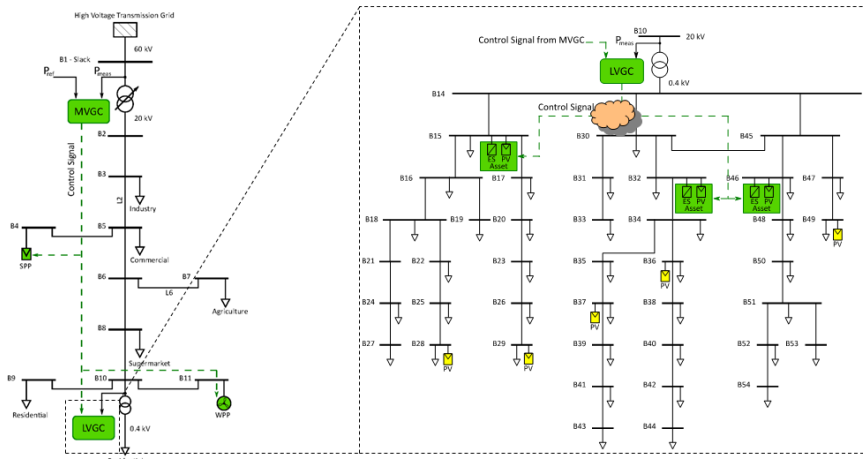 High Voltage Transmission Grid
60 kV
B1 - Slack
Pref
Pmeas
MVGC
20 kV
B2
Control Signal
B3
L2
Industry
B4
B5
SPP
Commercial
B6
B7
L6
Agriculture
B8
Supermarket
B9
B10
B11
Residential
WPP
LVGC
0.4 kV
B10
20 kV
Control Signal from MVGC
Pmeas
LVGC
0.4 kV
B14
Control Signal
B15
B30
B45
ES PV
Asset
B16
B17
B31
B32
B46
B47
ES PV
Asset
ES PV
Asset
B18
B19
B20
B33
B34
B48
B49
PV
B21
B22
B23
B35
B36
B50
PV
B24
B25
B26
B37
B38
B51
PV
B27
B28
B29
B39
B40
B52
B53
PV
PV
B41
B42
B54
B43
B44